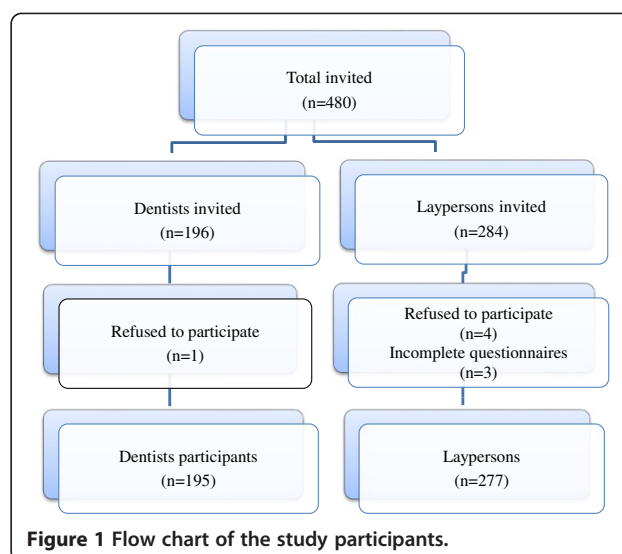 Total invited
(n=480)
Dentists invited
(n=196)
Laypersons invited
(n=284)
Refused to participate
(n=1)
Refused to participate
(n=4)
Incomplete questionnaires
(n=3)
Dentists participants
(n=195)
Laypersons
(n=277)
Figure 1 Flow chart of the study participants.